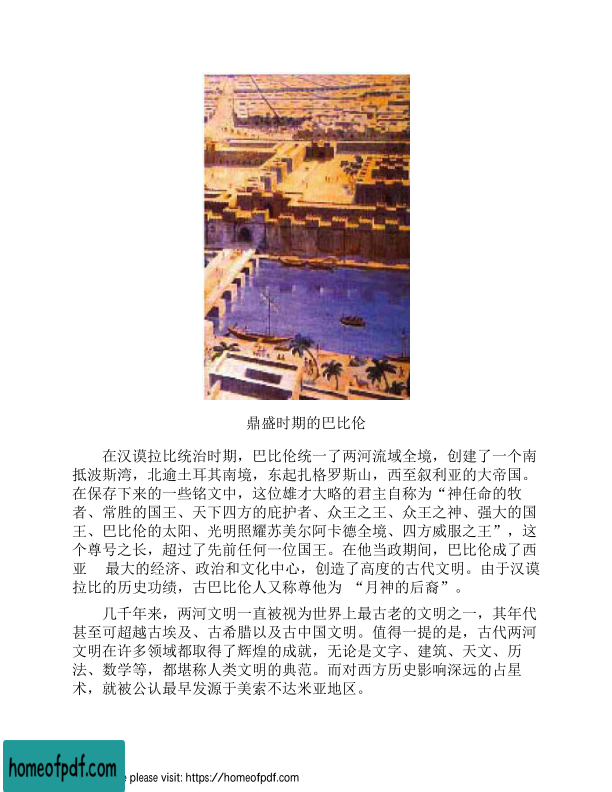 鼎盛时期的巴比伦
在汉谟拉比统治时期，巴比伦统一了两河流域全境，创建了一个南
抵波斯湾，北逾土耳其南境，东起扎格罗斯山，西至叙利亚的大帝国。
在保存下来的一些铭文中，这位雄才大略的君主自称为“神任命的牧
者、常胜的国王、天下四方的庇护者、众王之王、众王之神、强大的国
王、巴比伦的太阳、光明照耀苏美尔阿卡德全境、四方威服之王”，这
个尊号之长，超过了先前任何一位国王。在他当政期间，巴比伦成了西
亚 最大的经济、政治和文化中心，创造了高度的古代文明。由于汉谟
拉比的历史功绩，古巴比伦人又称尊他为 “月神的后裔”。
几千年来，两河文明一直被视为世界上最古老的文明之一，其年代
甚至可超越古埃及、古希腊以及古中国文明。值得一提的是，古代两河
文明在许多领域都取得了辉煌的成就，无论是文字、建筑、天文、历
法、数学等，都堪称人类文明的典范。而对西方历史影响深远的占星
术，就被公认最早发源于美索不达米亚地区。
homeofpdf.com
e please visit: https://homeofpdf.com